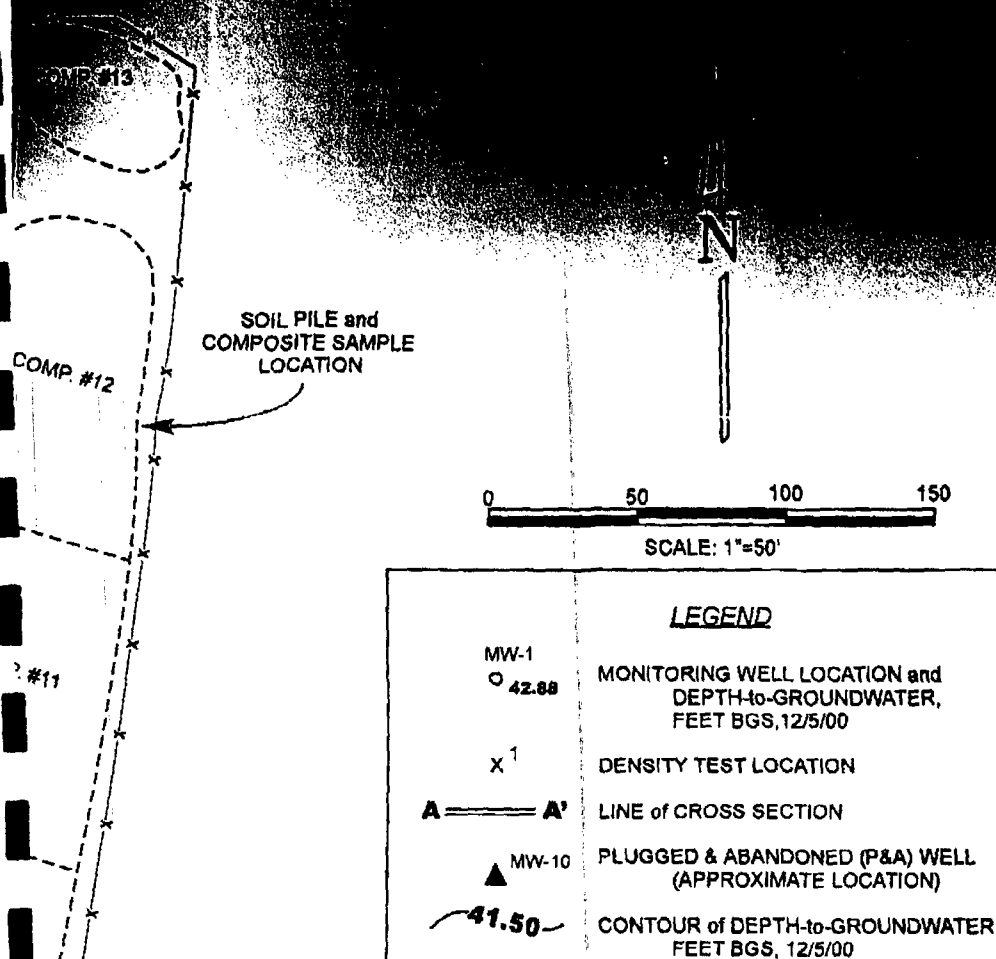 COMP. #13
N
SOIL PILE and
COMPOSITE SAMPLE
LOCATION
COMP. #12
0 50 100 150
SCALE: 1"=50'
LEGEND
MW-1
42.88
MONITORING WELL LOCATION and
DEPTH-to-GROUNDWATER,
FEET BGS,12/5/00
#11
x 1
DENSITY TEST LOCATION
A A' LINE of CROSS SECTION
MW-10
PLUGGED & ABANDONED (P&A) WELL
(APPROXIMATE LOCATION)
41.50
CONTOUR of DEPTH-to-GROUNDWATER
FEET BGS, 12/5/00